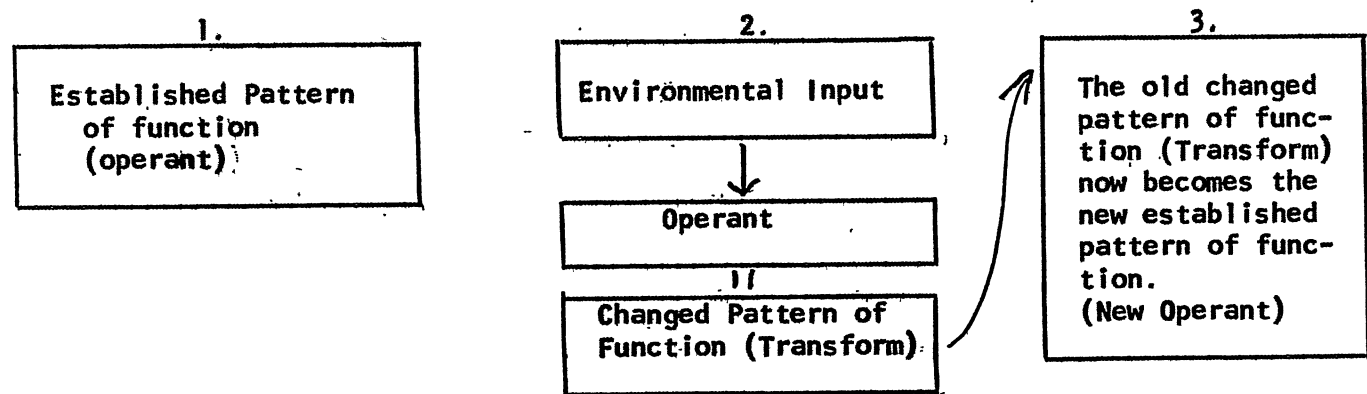 1.
Established Pattern
of function
(operant)
2.
Environmental Input
Operant
Changed Pattern of
Function (Transform)
3.
The old changed
pattern of func-
tion (Transform)
now becomes the
new established
pattern of func-
tion.
(New Operant)